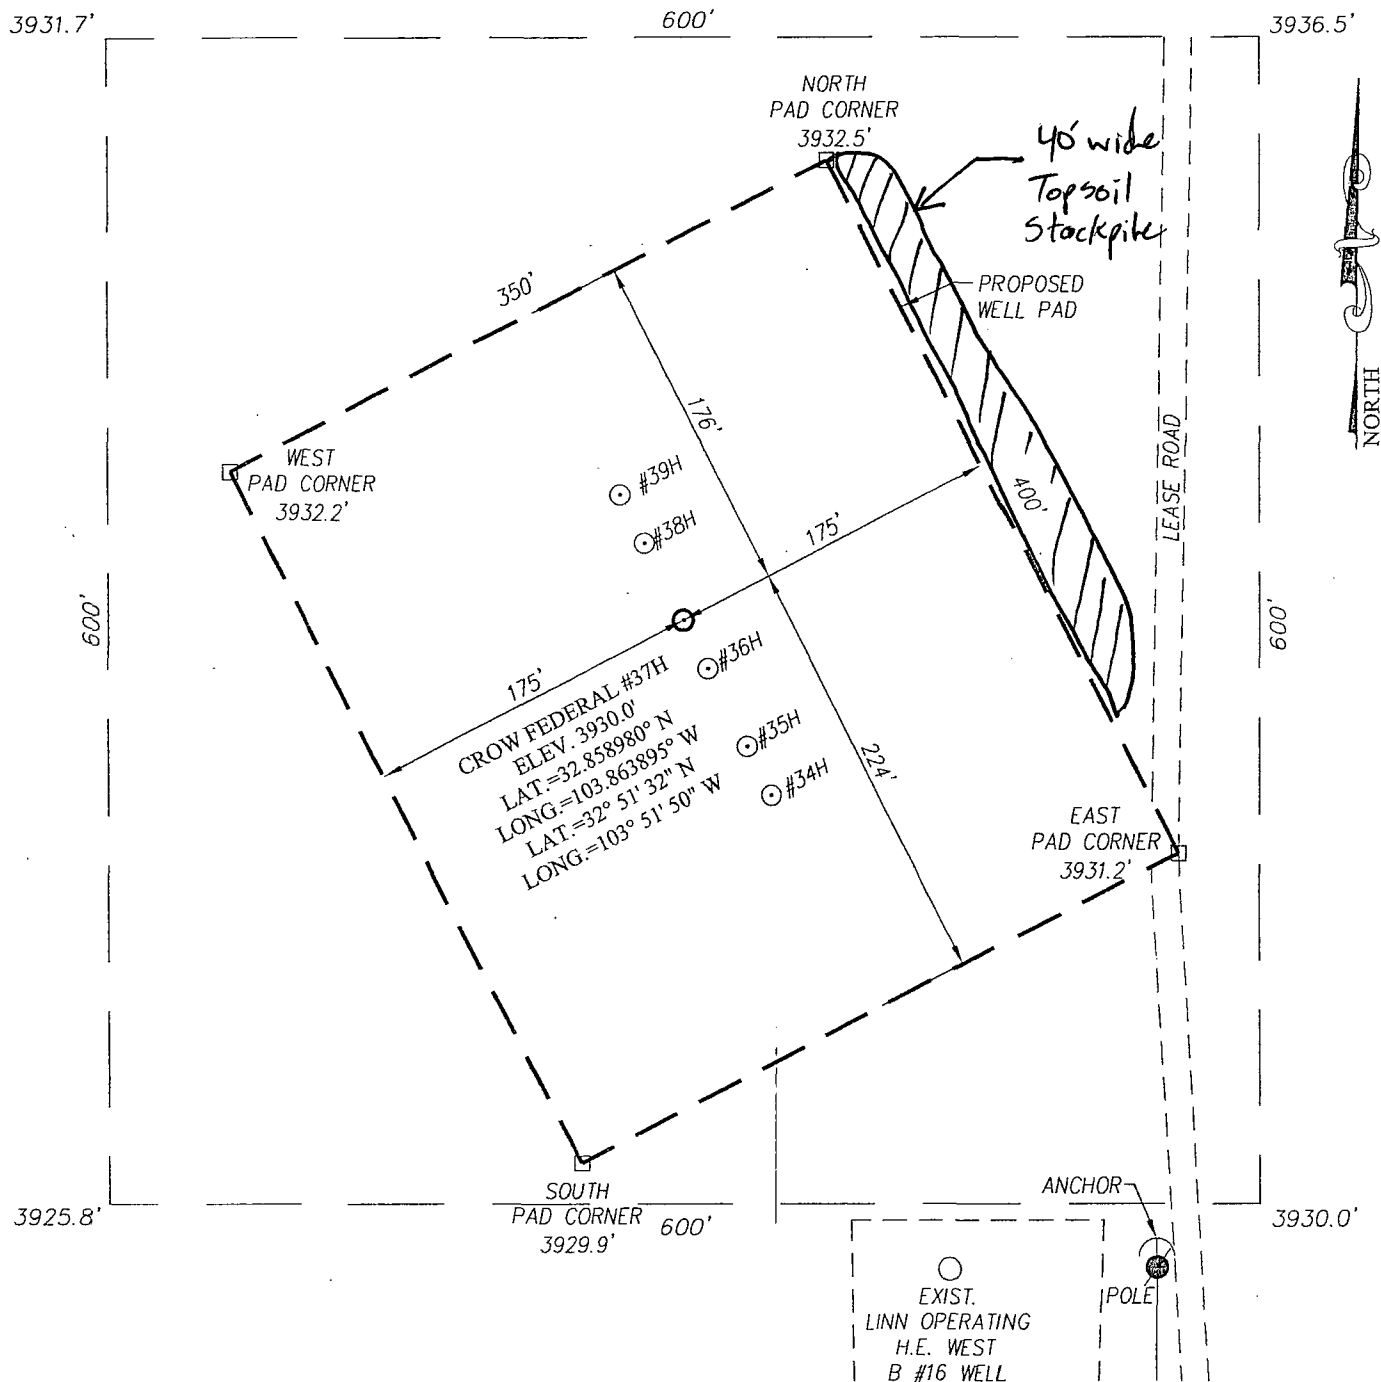 3931.7'
600'
3936.5'
NORTH
PAD CORNER
3932.5'
40' wide
Topsoil
Stockpile
PROPOSED
WELL PAD
NORTH
350'
176'
WEST
PAD CORNER
3932.2'
#39H
#38H
175'
400'
LEASE ROAD
600'
600'
#36H
175'
CROW FEDERAL #37H
ELEV. 3930.0'
LAT.=32.858980° N
LONG.=103.863895° W
LAT.=32° 51' 32" N
LONG.=103° 51' 50" W
#35H
#34H
224'
EAST
PAD CORNER
3931.2'
SOUTH
PAD CORNER
3929.9'
600'
3925.8'
ANCHOR
3930.0'
POLE
EXIST.
LINN OPERATING
H.E. WEST
B #16 WELL